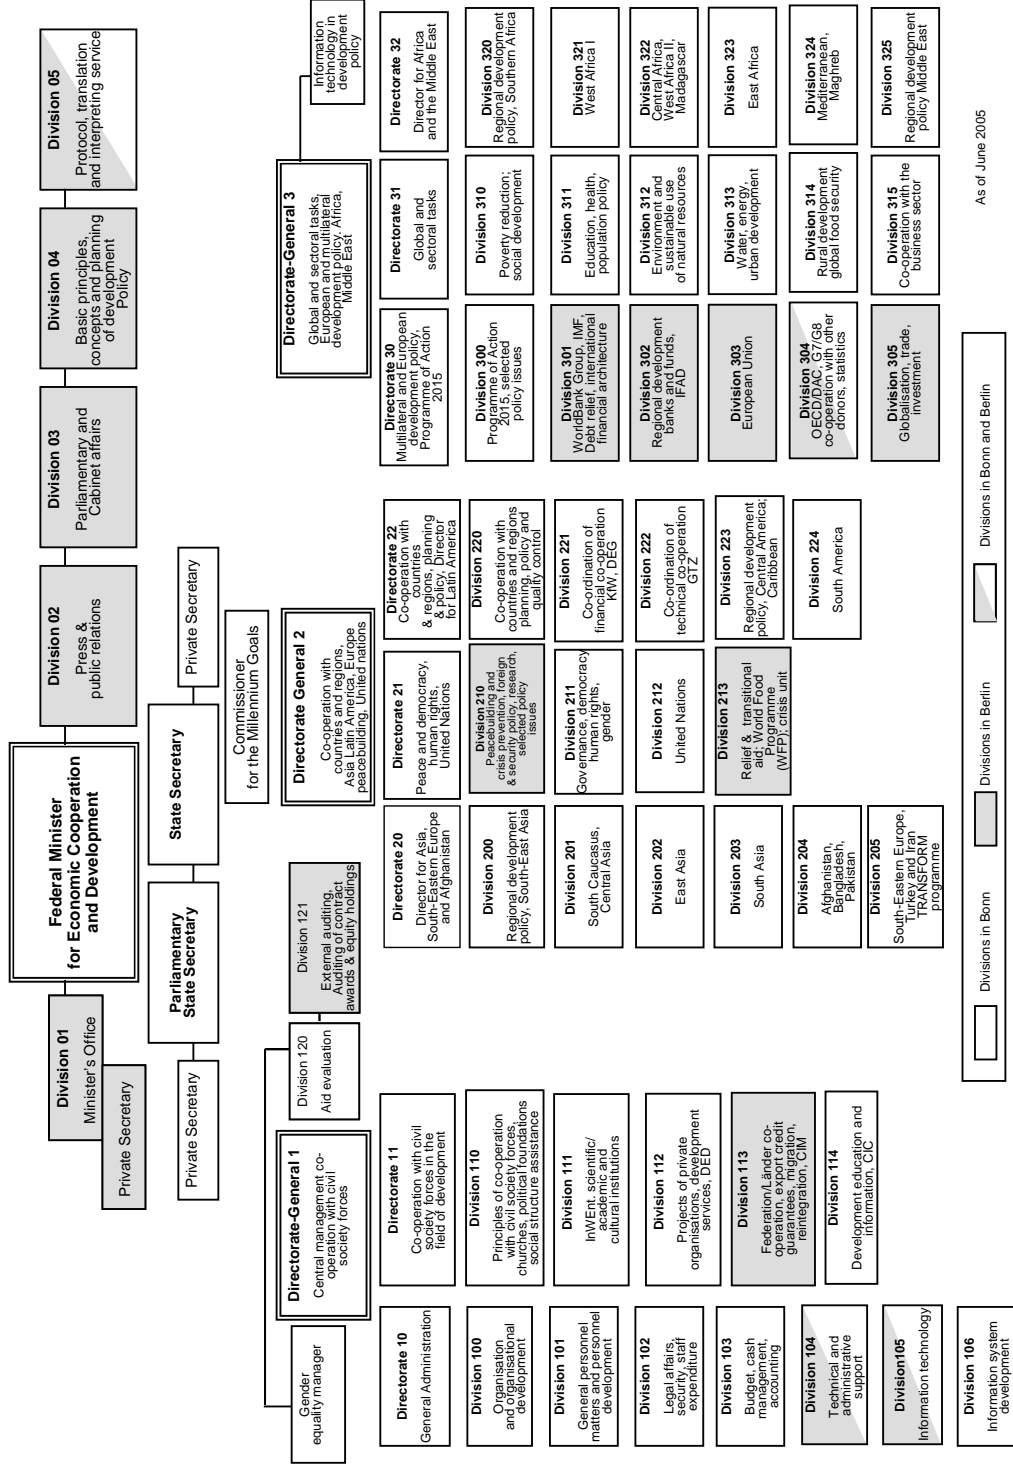 Federal Minister
for Economic Cooperation
and Development
Division 01
Minister's Office
Private Secretary
Division 02
Press &
public relations
Division 03
Parliamentary and
Cabinet affairs
Division 04
Basic principles,
concepts and planning
of development
Policy
Division 05
Protocol, translation
and interpreting service
Private Secretary
Parliamentary
State Secretary
State Secretary
Private Secretary
Commissioner
for the Millennium Goals
Gender
equality manager
Directorate-General 1
Central management co-
operation with civil
society forces
Division 120
Aid evaluation
Division 121
External auditing,
Auditing of contract
awards & equity holdings
Directorate General 2
Co-operation with
countries and regions,
Asia Latin America, Europe
peacebuilding, United nations
Directorate-General 3
Global and sectoral tasks,
European and multilateral
development policy. Africa,
Middle East
Information
technology in
development
policy
Directorate 10
General Administration
Division 100
Organisation
and organisational
development
Division 101
General personnel
matters and personnel
development
Division 102
Legal affairs,
security, staff
expenditure
Division 103
Budget, cash
management,
accounting
Division 104
Technical and
administrative
support
Division105
Information technology
Division 106
Information system
development
Directorate 11
Co-operation with civil
society forces in the
field of development
Division 110
Principles of co-operation
with civil society forces,
churches, political foundations
social structure assistance
Division 111
InWEnt. scientific/
academic and
cultural institutions
Division 112
Projects of private
organisations, development
services, DED
Division 113
Federation/Länder co-
operation, export credit
guarantees, migration,
reintegration, CIM
Division 114
Development education and
information, CIC
Directorate 20
Director for Asia,
South-Eastern Europe
and Afghanistan
Division 200
Regional development
policy, South-East Asia
Division 201
South Caucasus,
Central Asia
Division 202
East Asia
Division 203
South Asia
Division 204
Afghanistan,
Bangladesh,
Pakistan
Division 205
South-Eastern Europe,
Turkey and Iran
TRANSFORM
programme
Directorate 21
Peace and democracy,
human rights,
United Nations
Division 210
Peacebuilding and
crisis prevention, foreign
& security policy, research,
selected policy
issues
Division 211
Governance, democracy
human rights,
gender
Division 212
United Nations
Division 213
Relief & transitional
aid; World Food
Programme
(WFP); crisis unit
Directorate 22
Co-operation with
countries
& regions, planning
& policy, Director
for Latin America
Division 220
Co-operation with
countries and regions
planning, policy and
quality control
Division 221
Co-ordination of
financial co-operation
KfW, DEG
Division 222
Co-ordination of
technical co-operation
GTZ
Division 223
Regional development
policy, Central America;
Caribbean
Division 224
South America
Directorate 30
Multilateral and European
development policy,
Programme of Action
2015
Division 300
Programme of Action
2015, selected
policy issues
Division 301
WorldBank Group, IMF,
Debt relief, international
financial architecture
Division 302
Regional development
banks and funds,
IFAD
Division 303
European Union
Division 304
OECD/DAC, G7/G8
co-operation with other
donors, statistics
Division 305
Globalisation, trade,
investment
Directorate 31
Global and
sectoral tasks
Division 310
Poverty reduction;
social development
Division 311
Education, health,
population policy
Division 312
Environment and
sustainable use
of natural resources
Division 313
Water, energy,
urban development
Division 314
Rural development
global food security
Division 315
Co-operation with the
business sector
Directorate 32
Director for Africa
and the Middle East
Division 320
Regional development
policy, Southern Africa
Division 321
West Africa I
Division 322
Central Africa,
West Africa II,
Madagascar
Division 323
East Africa
Division 324
Mediterranean,
Maghreb
Division 325
Regional development
policy Middle East
Divisions in Bonn
Divisions in Berlin
Divisions in Bonn and Berlin
As of June 2005